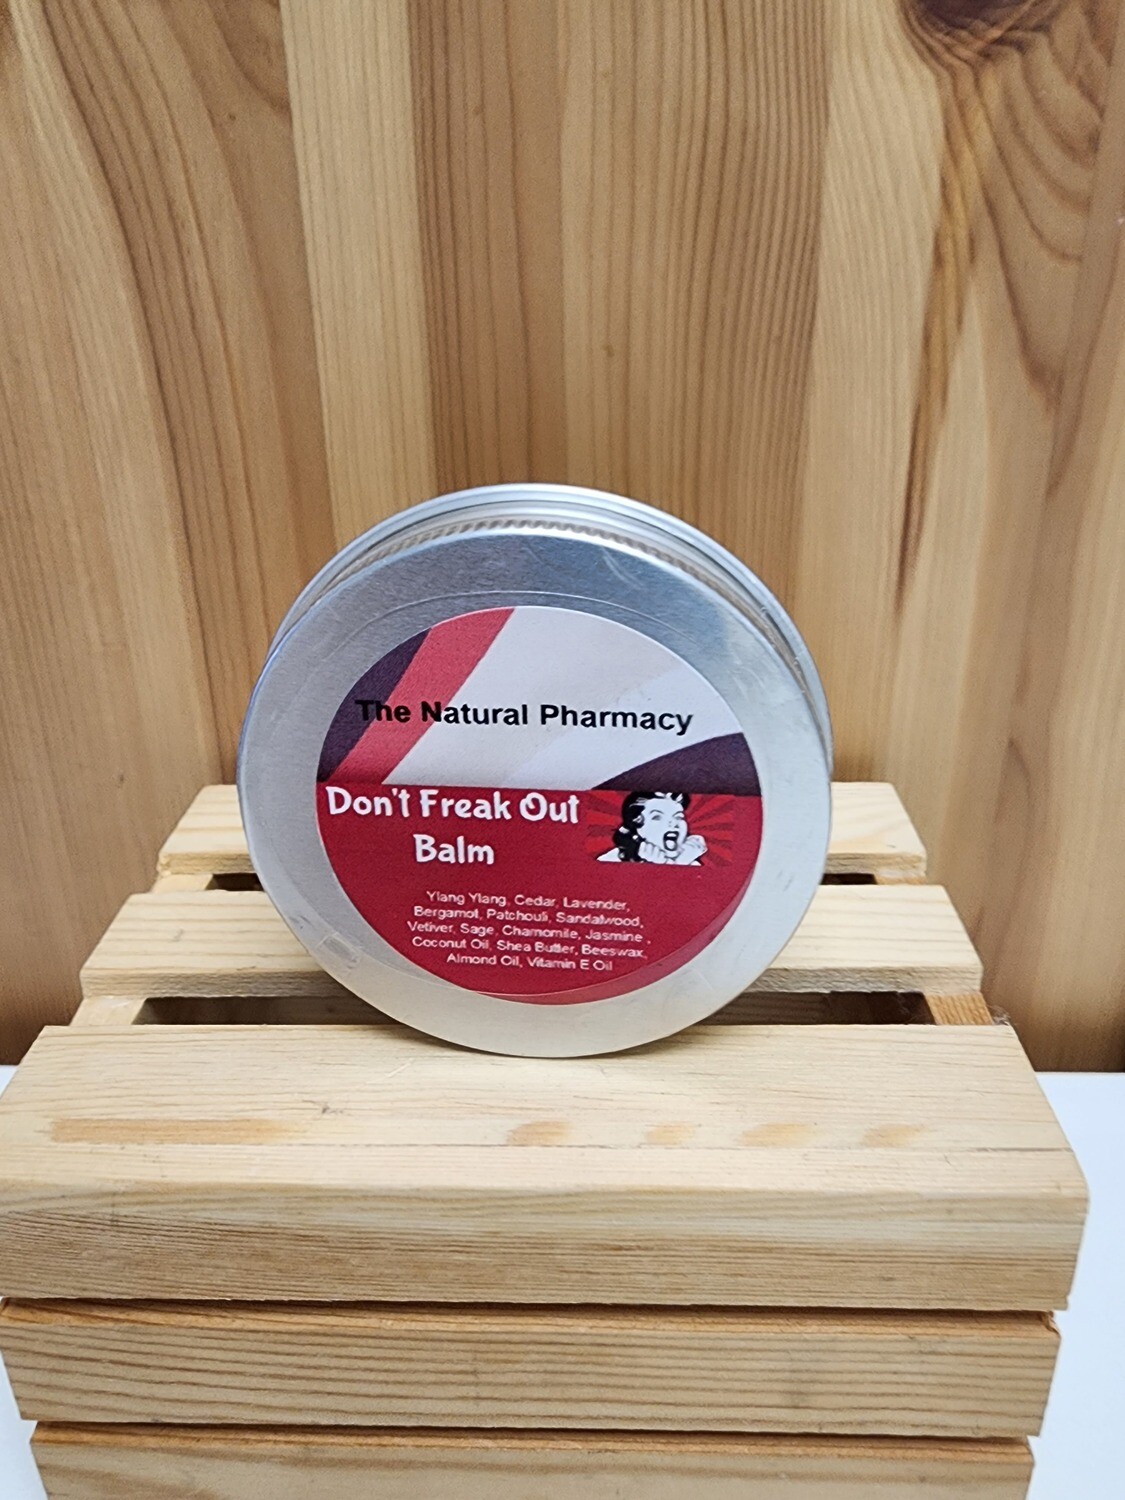 The Natural Pharmacy
Don't Freak Out
Balm
Ylang Ylang, Cedar, Lavender,
Bergamot, Patchouli, Sandalwood,
Vetiver, Sage, Chamomile, Jasmine ,
Coconut Oil, Shea Butter, Beeswax,
Almond Oil, Vitamin E Oil